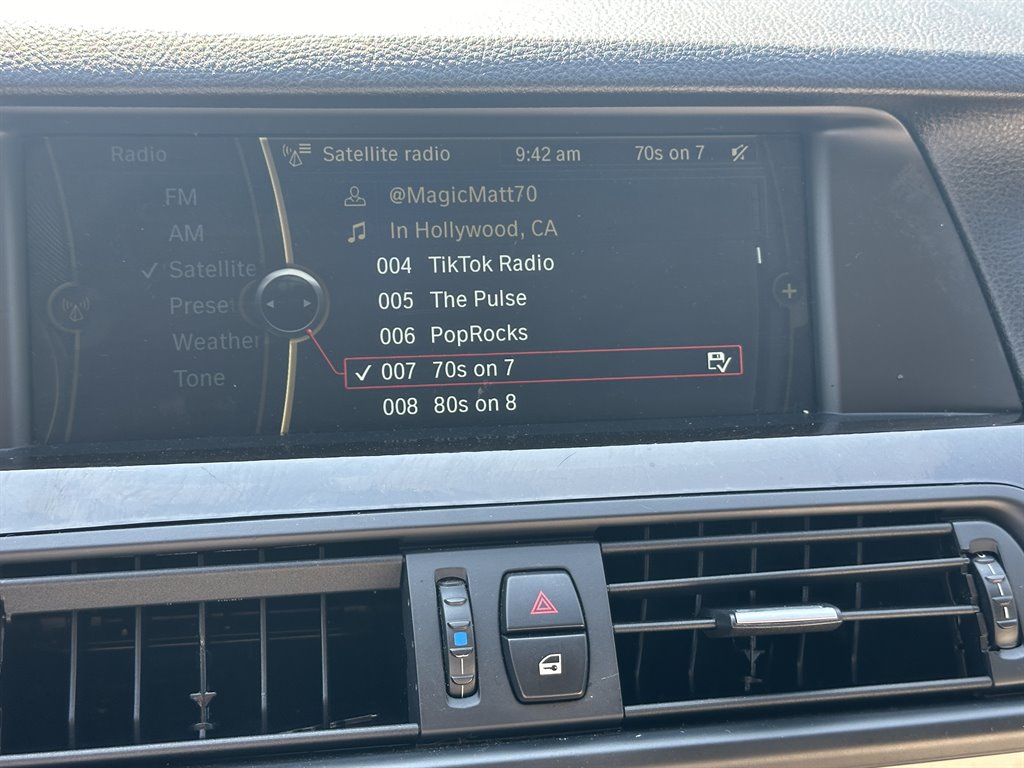 Radio
FM
AM
Satellite
Preset
Weather
Tone
Satellite radio 9:42 am 70s on 7
@MagicMatt70
In Hollywood, CA
004 TikTok Radio
005 The Pulse
006 PopRocks
007 70s on 7
008 80s on 8